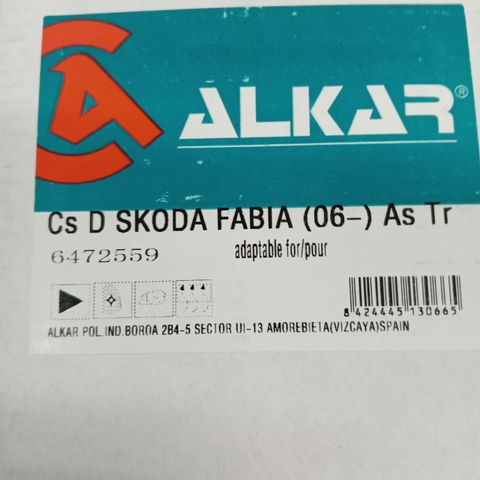 ALKAR®
Cs D SKODA FABIA (06-) As Tr
6472559
adaptable for/pour
8 424445 130665
ALKAR POL.IND.BOROA 2B4-5 SECTOR UI-13 AMOREBIETA(VIZCAYA)SPAIN